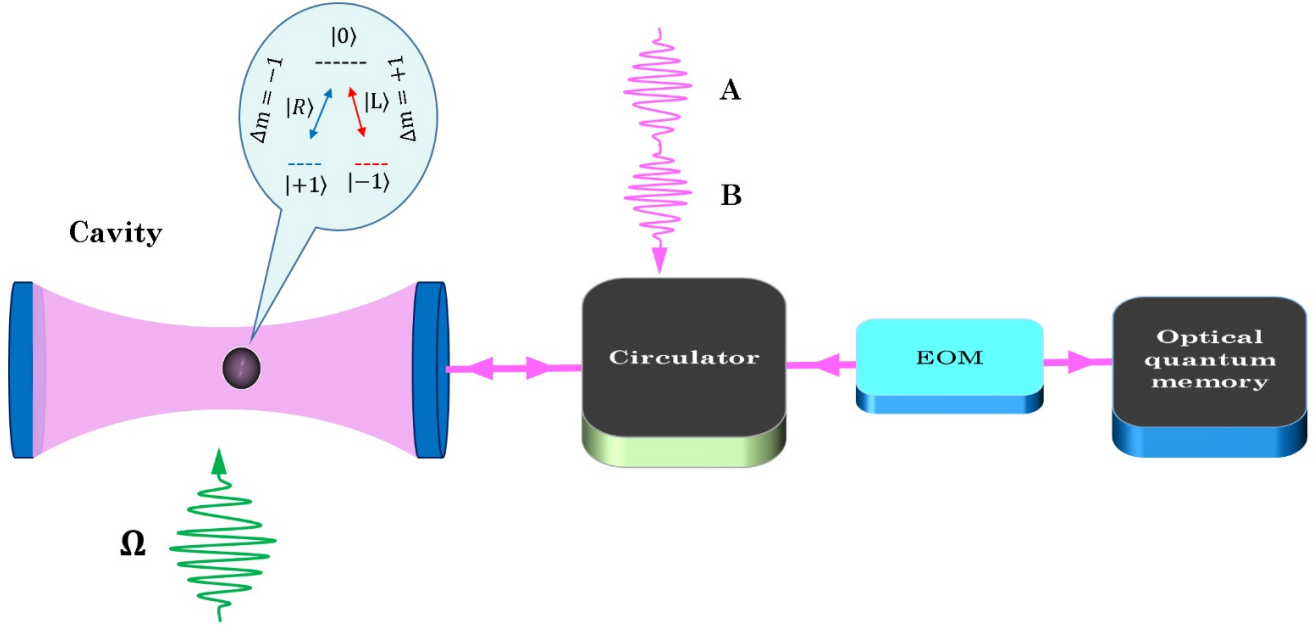 |0⟩
Δm = −1
|R⟩
|L⟩
Δm = +1
|+1⟩
|−1⟩
A
B
Cavity
Circulator
EOM
Optical
quantum
memory
Ω